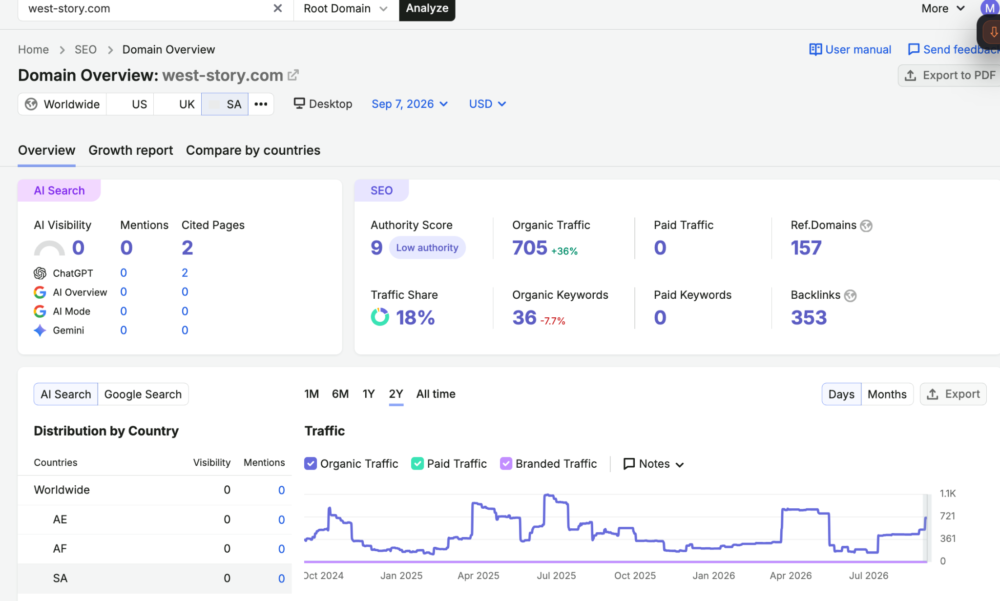 west-story.com
Root Domain
Analyze
More
M
Home > SEO > Domain Overview
User manual
Send feedback
Domain Overview: west-story.com
Export to PDF
Worldwide
US
UK
SA
Desktop
Sep 7, 2026
USD
Overview
Growth report
Compare by countries
AI Search
AI Visibility Mentions Cited Pages
0 0 2
ChatGPT 0 2
AI Overview 0 0
AI Mode 0 0
Gemini 0 0
SEO
Authority Score
9 Low authority
Organic Traffic
705 +36%
Paid Traffic
0
Ref.Domains
157
Traffic Share
18%
Organic Keywords
36 -7.7%
Paid Keywords
0
Backlinks
353
AI Search
Google Search
Distribution by Country
Countries Visibility Mentions
Worldwide 0 0
AE 0 0
AF 0 0
SA 0 0
1M 6M 1Y 2Y All time
Days
Months
Export
Traffic
Organic Traffic
Paid Traffic
Branded Traffic
Notes
1.1K
721
361
0
Oct 2024 Jan 2025 Apr 2025 Jul 2025 Oct 2025 Jan 2026 Apr 2026 Jul 2026